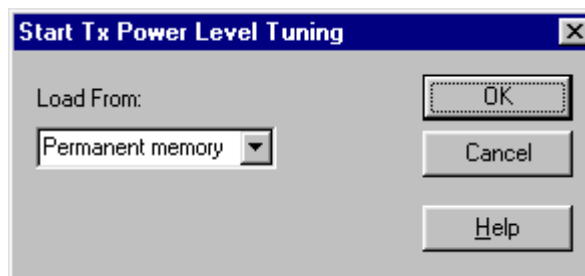 Start Tx Power Level Tuning
Load From:
OK
Permanent memory
Cancel
Help